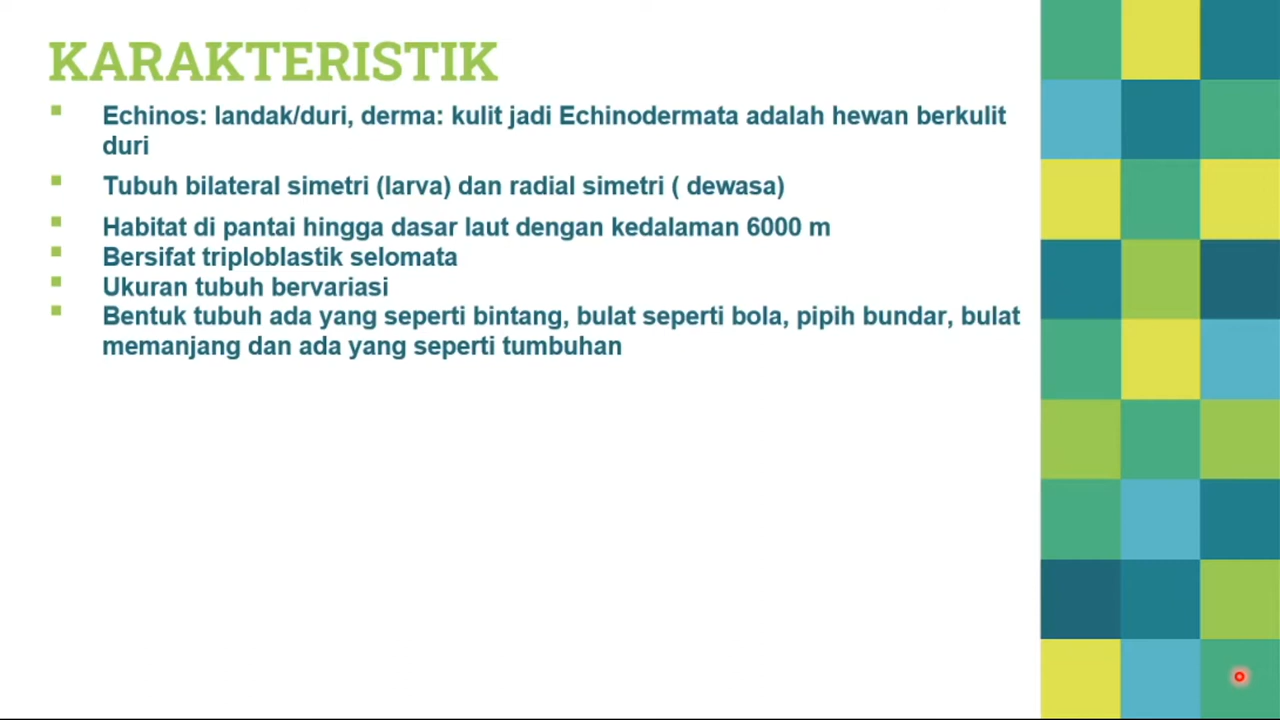 KARAKTERISTIK
Echinos: landak/duri, derma: kulit jadi Echinodermata adalah hewan berkulit
duri
Tubuh bilateral simetri (larva) dan radial simetri ( dewasa)
Habitat di pantai hingga dasar laut dengan kedalaman 6000 m
Bersifat triploblastik selomata
Ukuran tubuh bervariasi
Bentuk tubuh ada yang seperti bintang, bulat seperti bola, pipih bundar, bulat
memanjang dan ada yang seperti tumbuhan